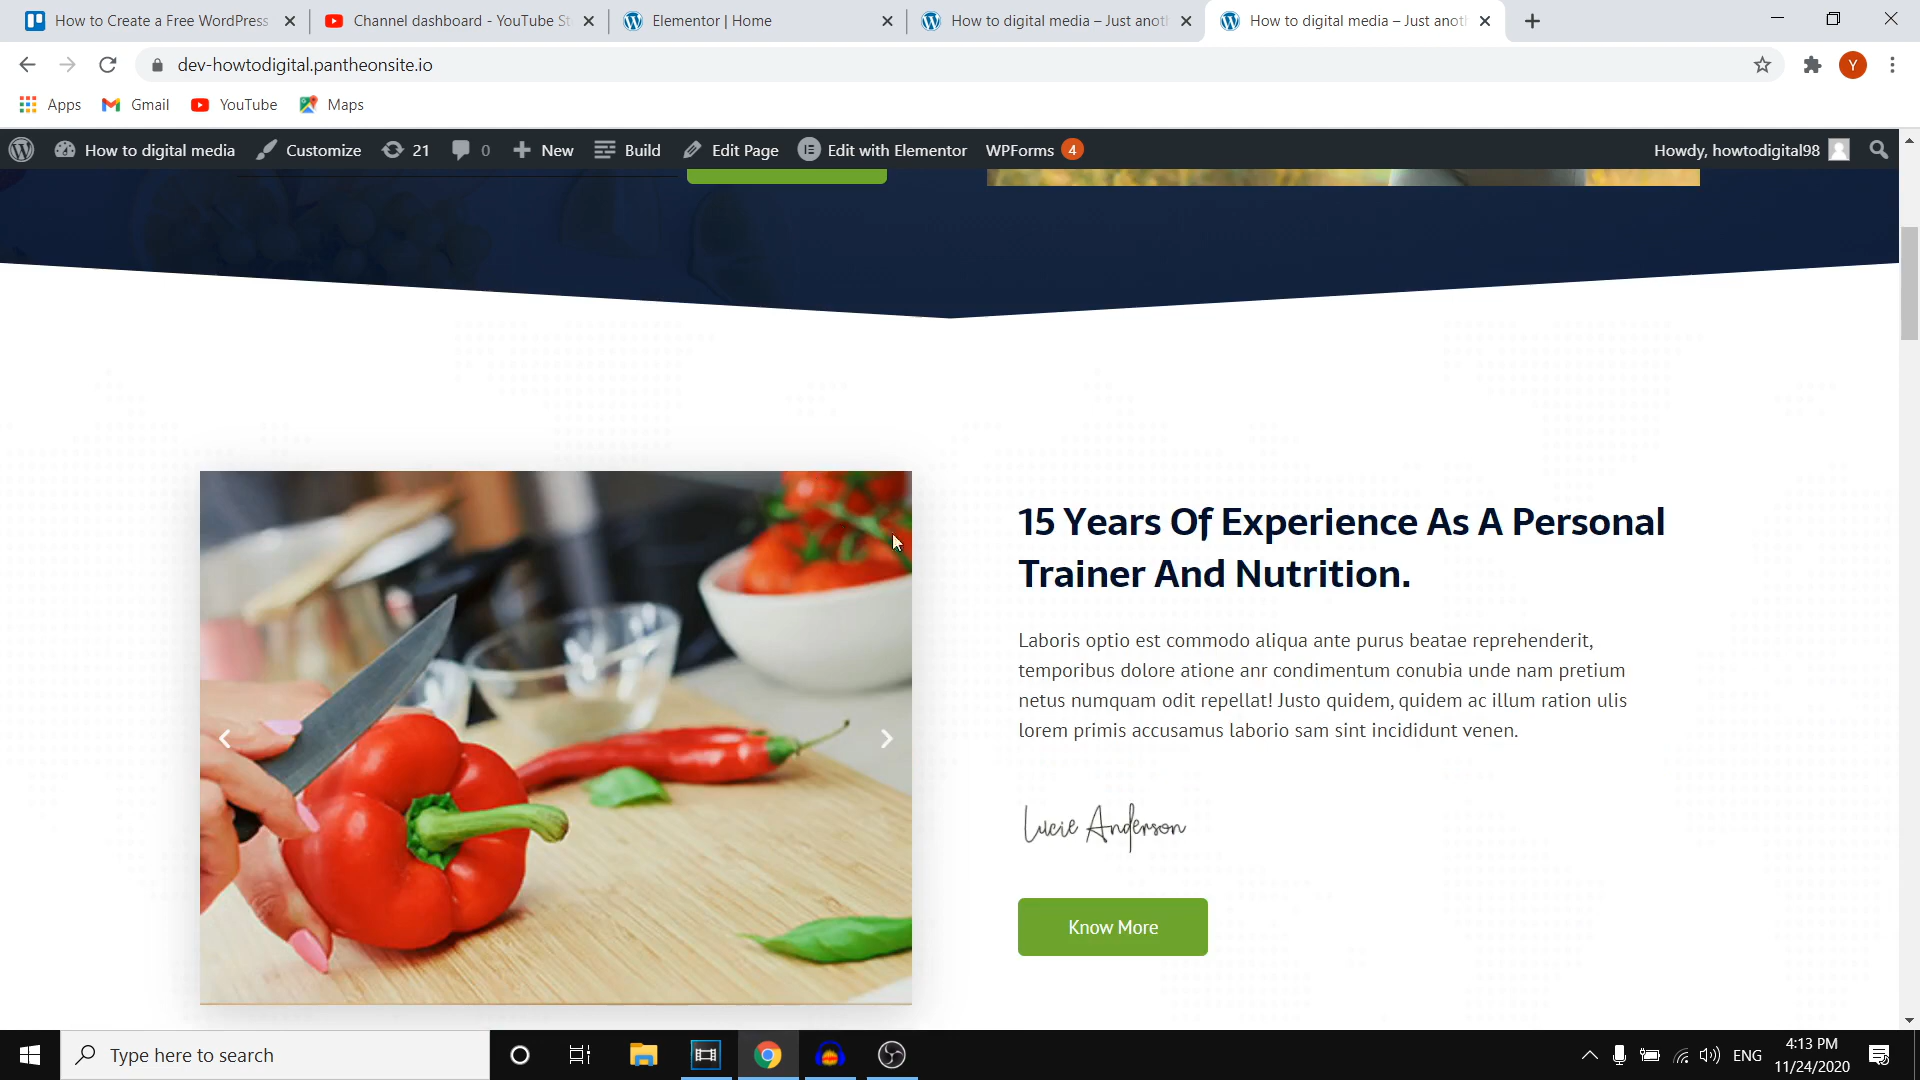 How to Create a Free WordPress
Channel dashboard - YouTube St
Elementor | Home
How to digital media – Just anoth
How to digital media – Just anoth
dev-howtodigital.pantheonsite.io
Y
Apps
Gmail
YouTube
Maps
How to digital media
Customize
21
0
New
Build
Edit Page
Edit with Elementor
WPForms 4
Howdy, howtodigital98
15 Years Of Experience As A Personal
Trainer And Nutrition.
Laboris optio est commodo aliqua ante purus beatae reprehenderit,
temporibus dolore atione anr condimentum conubia unde nam pretium
netus numquam odit repellat! Justo quidem, quidem ac illum ration ulis
lorem primis accusamus laborio sam sint incididunt venen.
Lucie Anderson
Know More
Type here to search
ENG
4:13 PM
11/24/2020